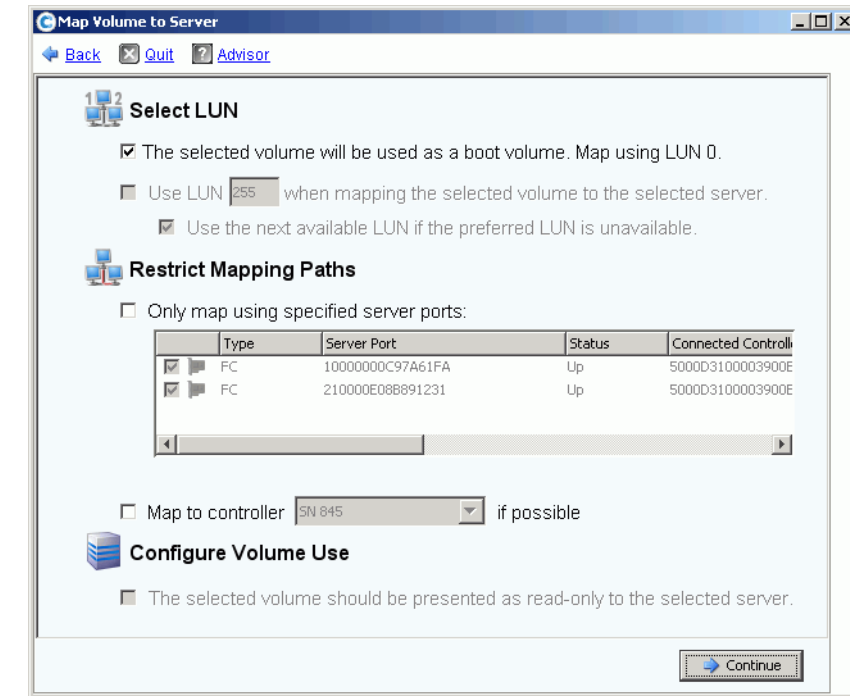 Map Volume to Server
Back Quit Advisor
1 2
Select LUN
The selected volume will be used as a boot volume. Map using LUN 0.
Use LUN 255 when mapping the selected volume to the selected server.
Use the next available LUN if the preferred LUN is unavailable.
Restrict Mapping Paths
Only map using specified server ports:
Type Server Port Status Connected Controlle
FC 10000000C97A61FA Up 5000D3100003900E
FC 210000E08B891231 Up 5000D3100003900E
Map to controller SN 845 if possible
Configure Volume Use
The selected volume should be presented as read-only to the selected server.
Continue